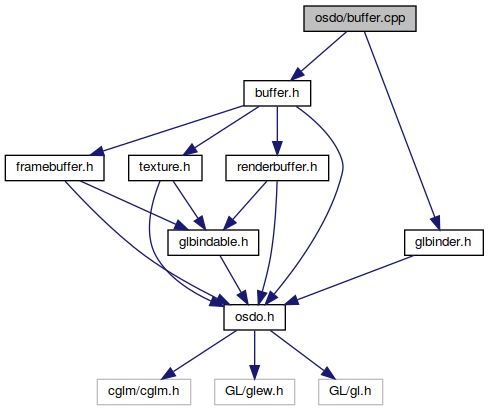 osdo/buffer.cpp
buffer.h
framebuffer.h
texture.h
renderbuffer.h
glbindable.h
glbinder.h
osdo.h
cglm/cglm.h
GL/glew.h
GL/gl.h